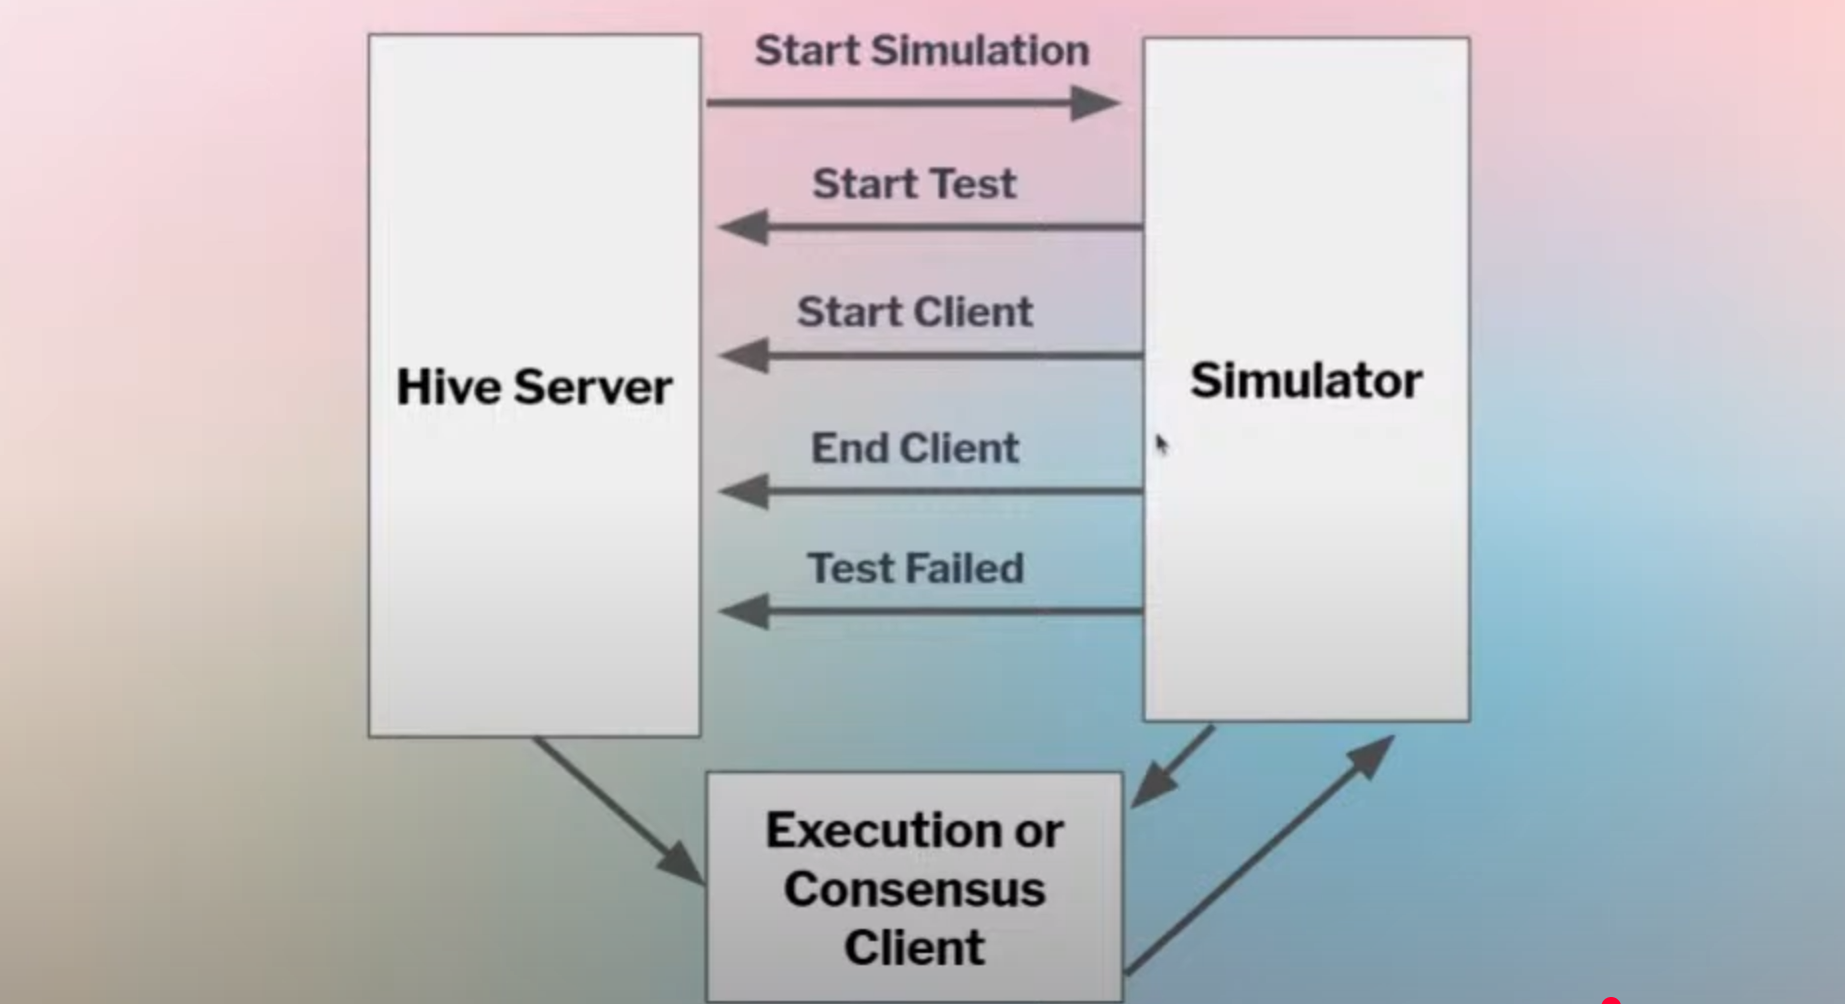 Start Simulation
Start Test
Start Client
Hive Server
Simulator
End Client
Test Failed
Execution or
Consensus
Client